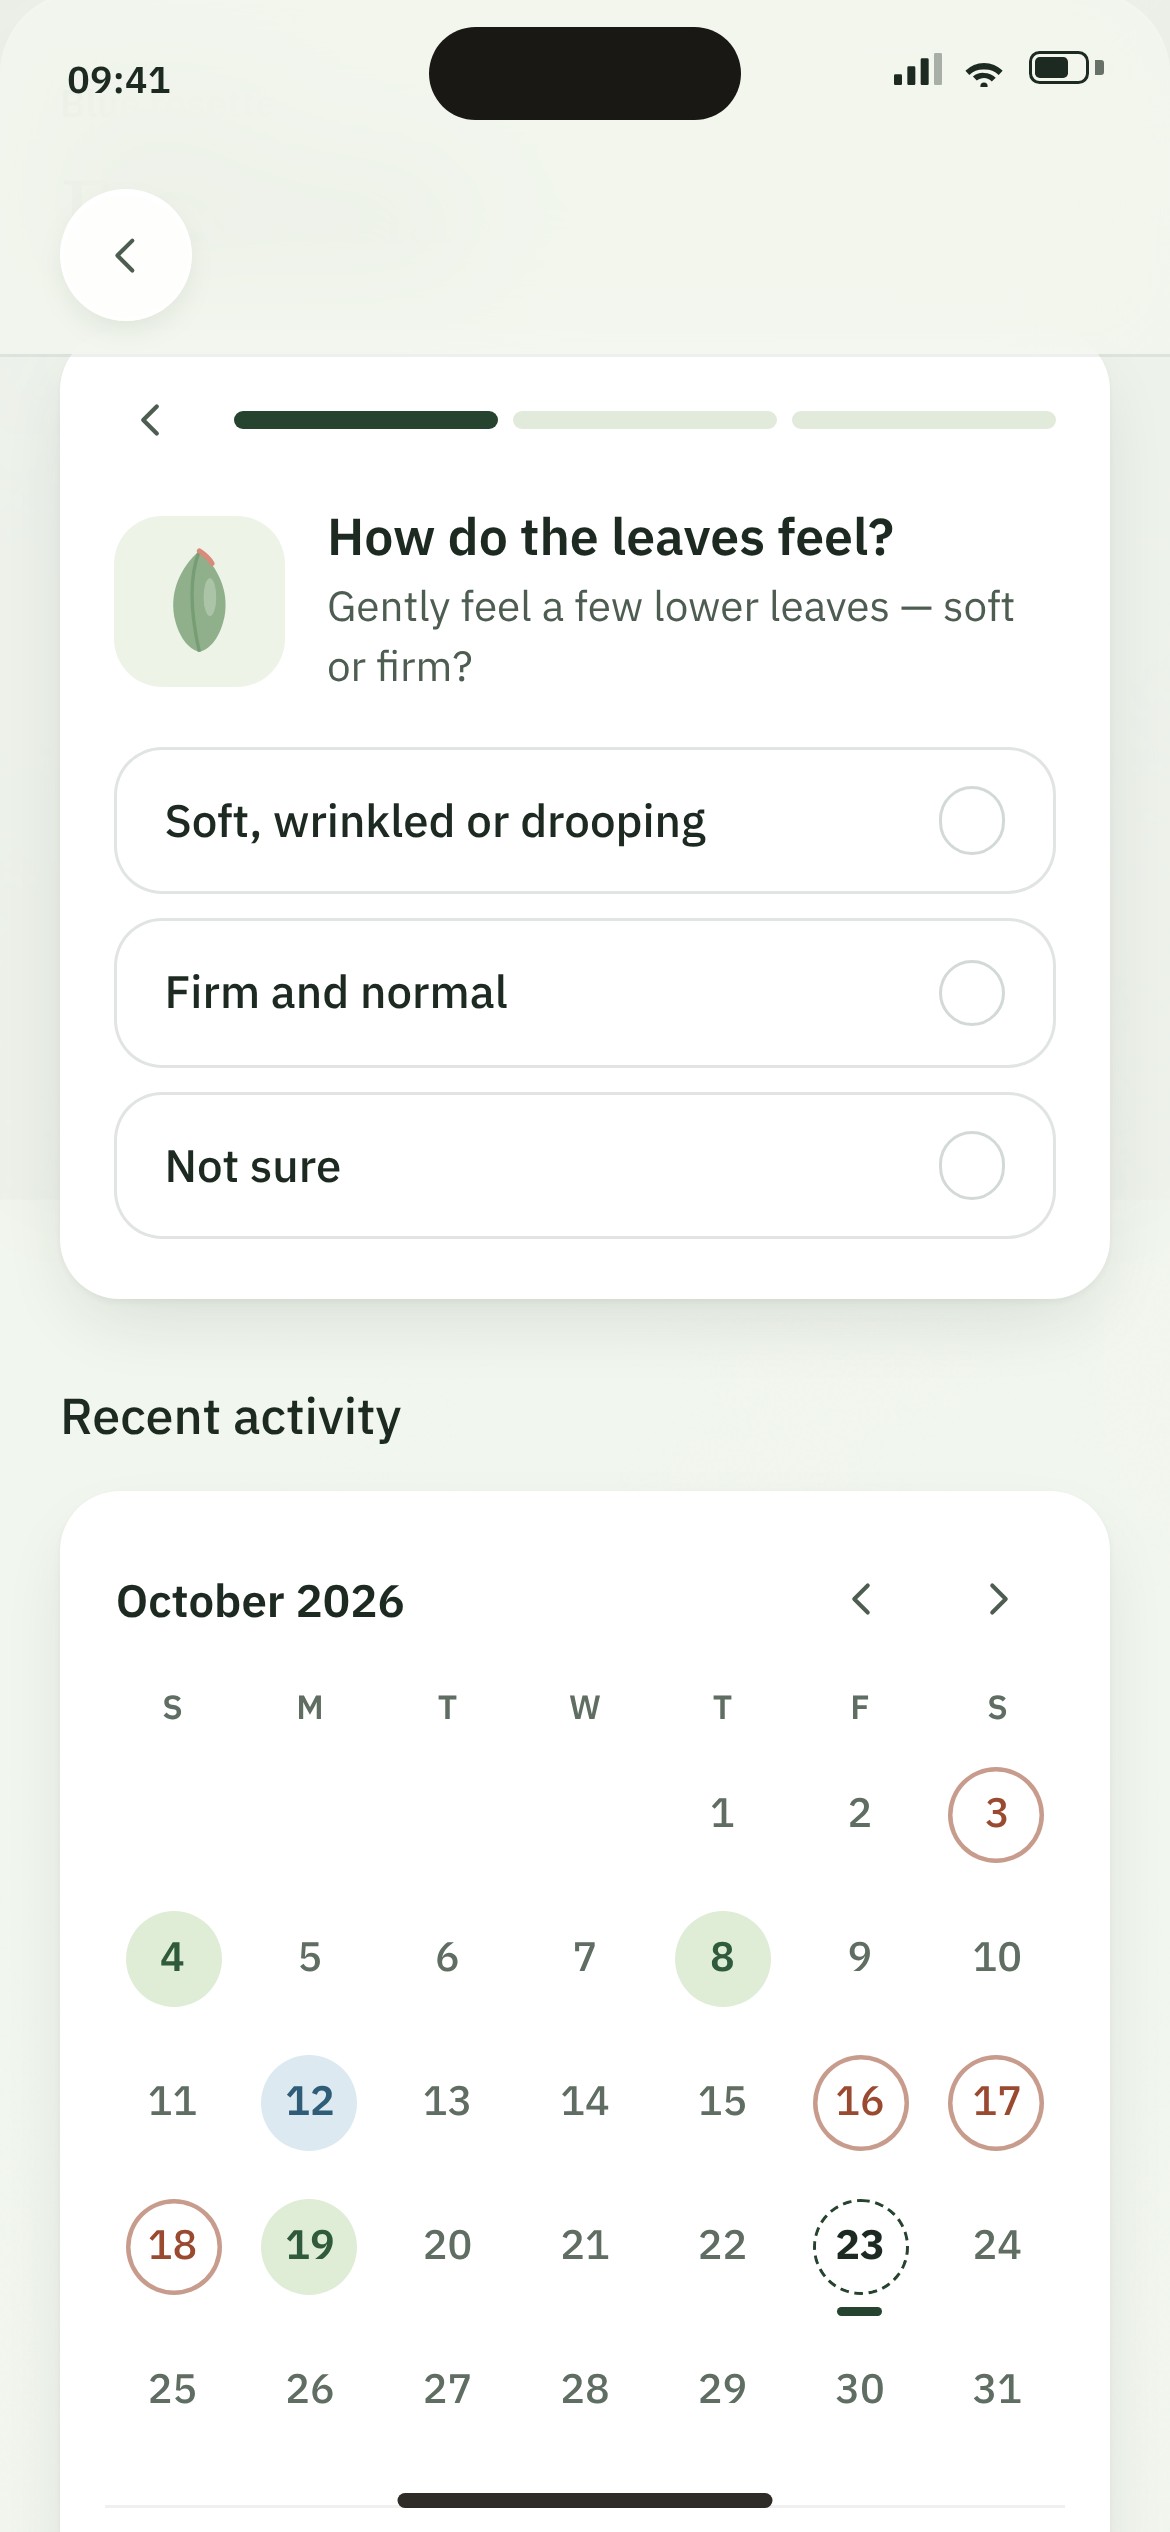 09:41
How do the leaves feel?
Gently feel a few lower leaves — soft
or firm?
Soft, wrinkled or drooping
Firm and normal
Not sure
Recent activity
October 2026
S M T W T F S
1 2 3
4 5 6 7 8 9 10
11 12 13 14 15 16 17
18 19 20 21 22 23 24
25 26 27 28 29 30 31